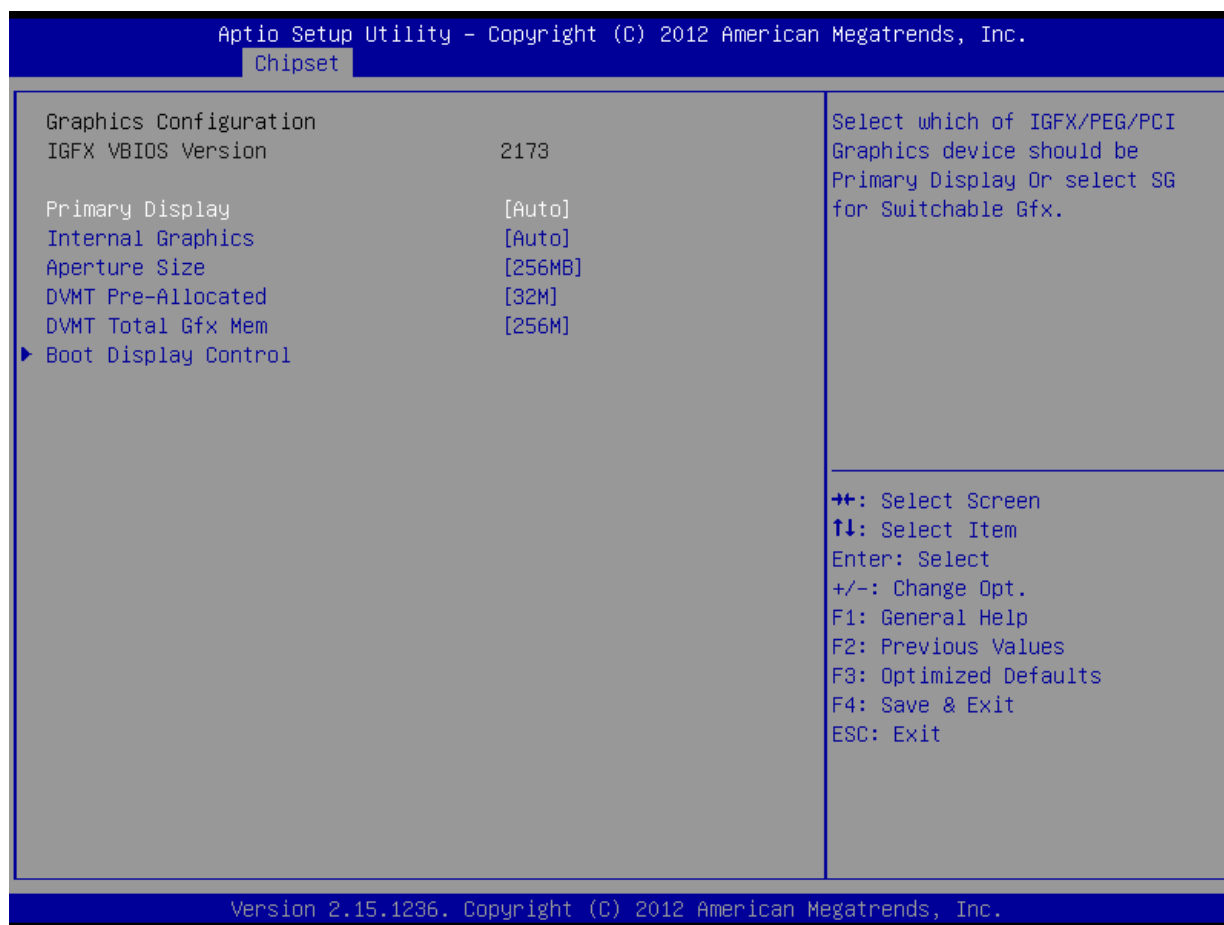 Aptio Setup Utility – Copyright (C) 2012 American Megatrends, Inc.
Chipset
Graphics Configuration
IGFX VBIOS Version 2173
Primary Display [Auto]
Internal Graphics [Auto]
Aperture Size [256MB]
DVMT Pre-Allocated [32M]
DVMT Total Gfx Mem [256M]
▶ Boot Display Control
Select which of IGFX/PEG/PCI
Graphics device should be
Primary Display Or select SG
for Switchable Gfx.
→←: Select Screen
↑↓: Select Item
Enter: Select
+/-: Change Opt.
F1: General Help
F2: Previous Values
F3: Optimized Defaults
F4: Save & Exit
ESC: Exit
Version 2.15.1236. Copyright (C) 2012 American Megatrends, Inc.